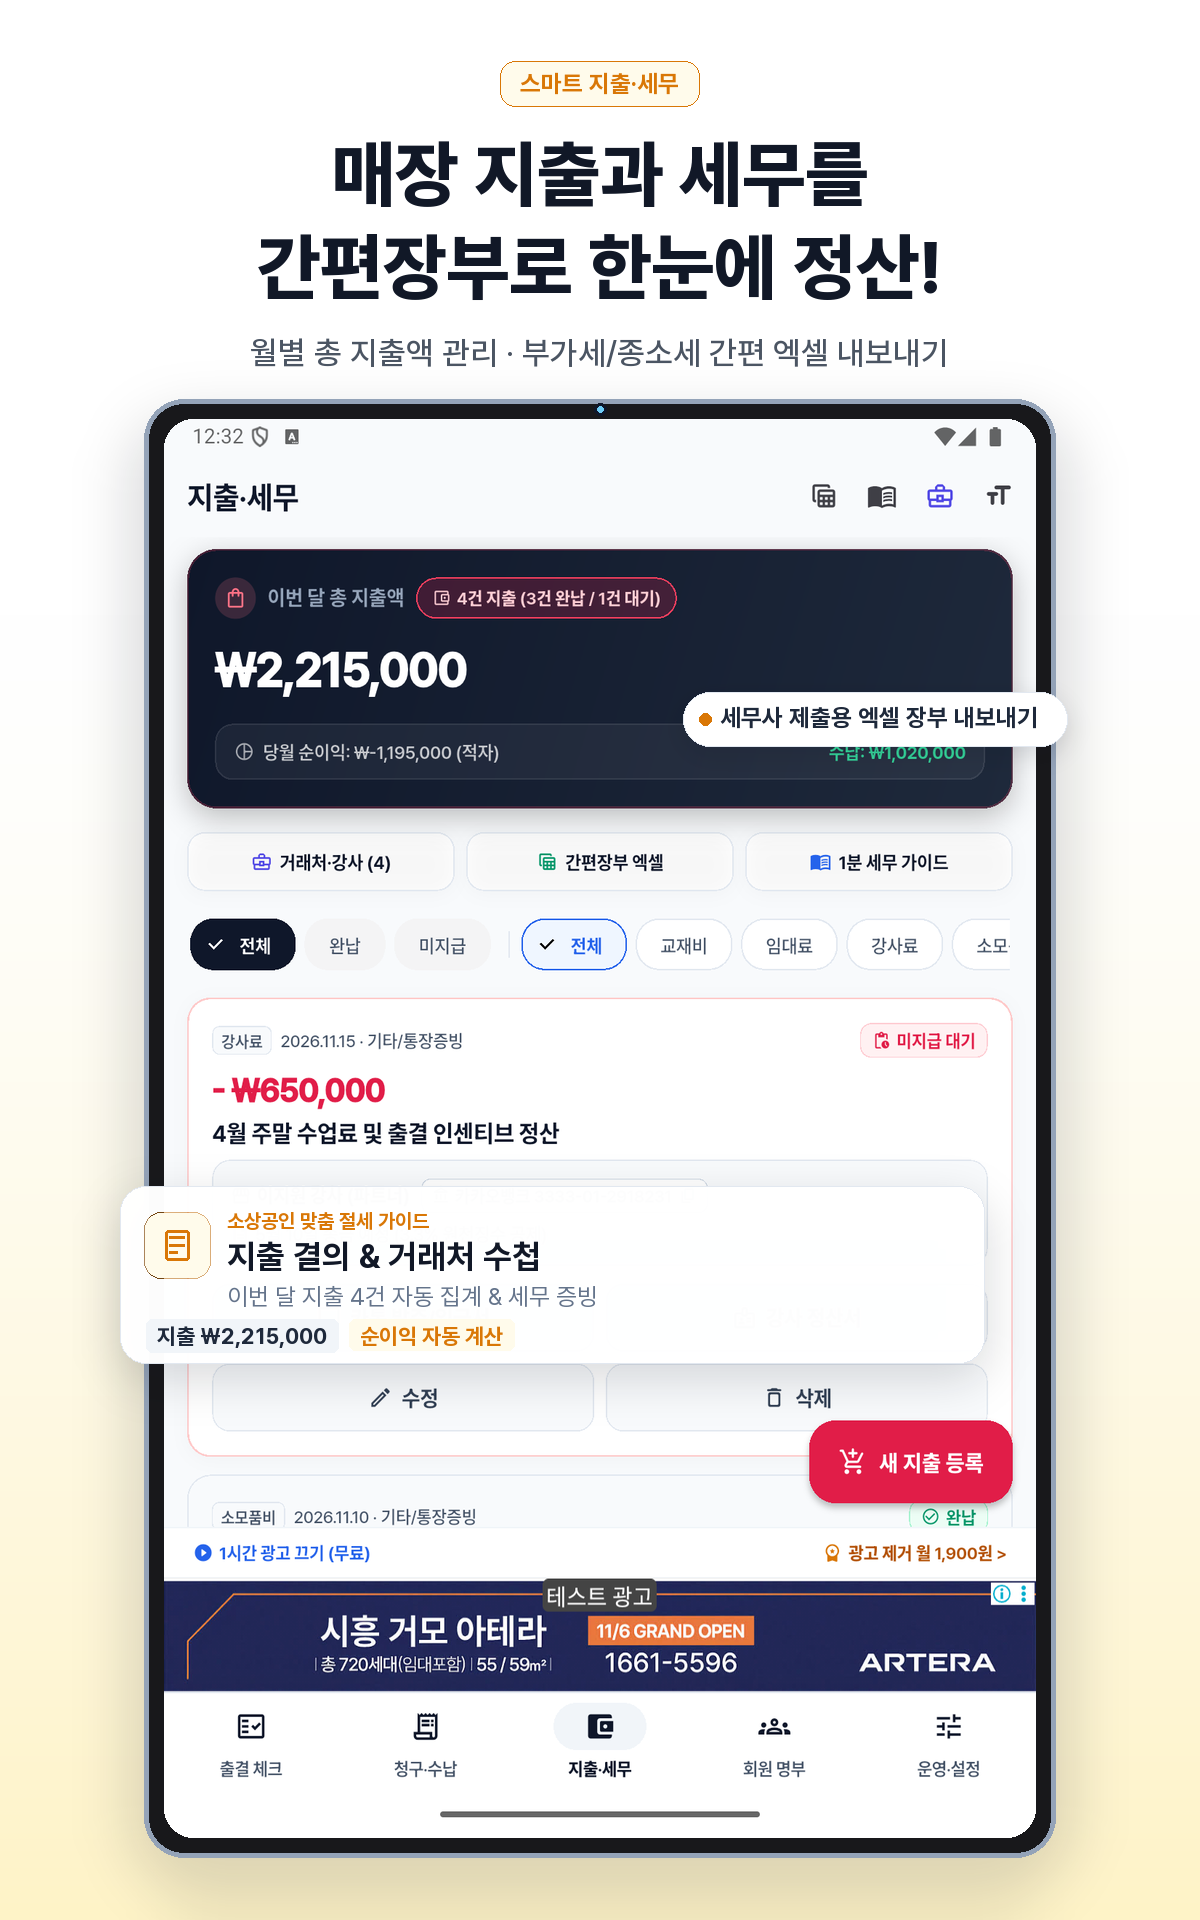 스마트 지출·세무
매장 지출과 세무를
간편장부로 한눈에 정산!
월별 총 지출액 관리 · 부가세/종소세 간편 엑셀 내보내기
12:32
지출·세무
이번 달 총 지출액
4건 지출 (3건 완납 / 1건 대기)
₩2,215,000
세무사 제출용 엑셀 장부 내보내기
당월 순이익: ₩-1,195,000 (적자)
수납: ₩1,020,000
거래처·강사 (4)
간편장부 엑셀
1분 세무 가이드
전체
완납
미지급
전체
교재비
임대료
강사료
소모
강사료
2026.11.15 · 기타/통장증빙
미지급 대기
- ₩650,000
4월 주말 수업료 및 출결 인센티브 정산
소상공인 맞춤 절세 가이드
지출 결의 & 거래처 수첩
이번 달 지출 4건 자동 집계 & 세무 증빙
지출 ₩2,215,000
순이익 자동 계산
수정
삭제
새 지출 등록
소모품비
2026.11.10 · 기타/통장증빙
완납
1시간 광고 끄기 (무료)
광고 제거 월 1,900원 >
테스트 광고
시흥 거모 아테라
11/6 GRAND OPEN
총 720세대(임대포함) | 55 / 59m²
1661-5596
ARTERA
출결 체크
청구·수납
지출·세무
회원 명부
운영·설정